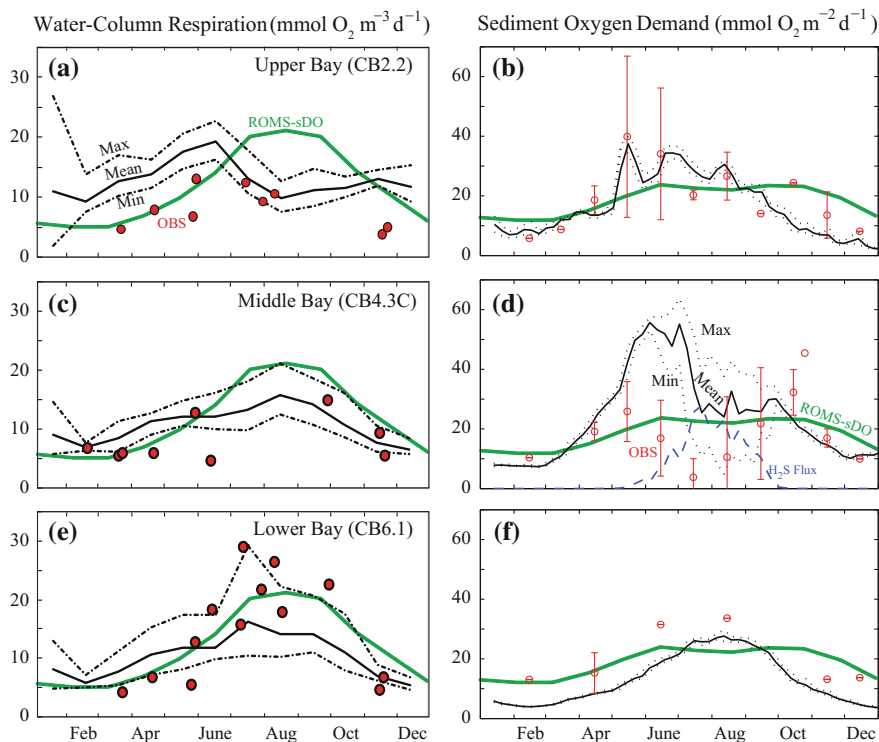 Water-Column Respiration (mmol O2 m−3 d−1)
Sediment Oxygen Demand (mmol O2 m−2 d−1)
(a) Upper Bay (CB2.2)
30
20
10
0
Max
Mean
Min
OBS
ROMS-sDO
(b)
60
40
20
0
(c) Middle Bay (CB4.3C)
30
20
10
0
(d)
60
40
20
0
Max
Min
Mean
OBS
ROMS-sDO
H2S Flux
(e) Lower Bay (CB6.1)
30
20
10
0
Feb Apr June Aug Oct Dec
(f)
60
40
20
0
Feb Apr June Aug Oct Dec